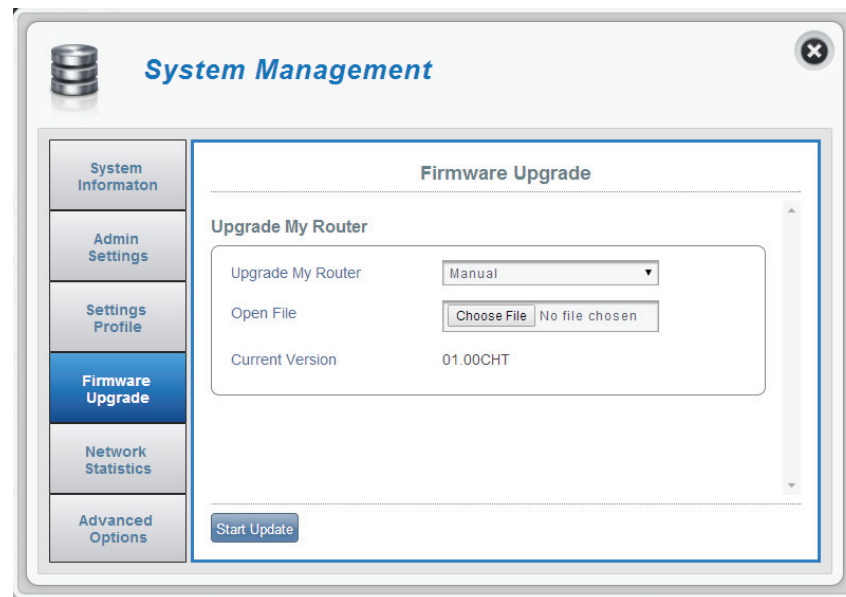 System Management
System
Informaton
Admin
Settings
Settings
Profile
Firmware
Upgrade
Network
Statistics
Advanced
Options
Firmware Upgrade
Upgrade My Router
Upgrade My Router Manual
Open File Choose File No file chosen
Current Version 01.00CHT
Start Update